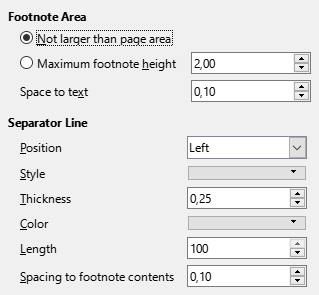 Footnote Area
Not larger than page area
Maximum footnote height 2,00
Space to text 0,10
Separator Line
Position Left
Style
Thickness 0,25
Color
Length 100
Spacing to footnote contents 0,10